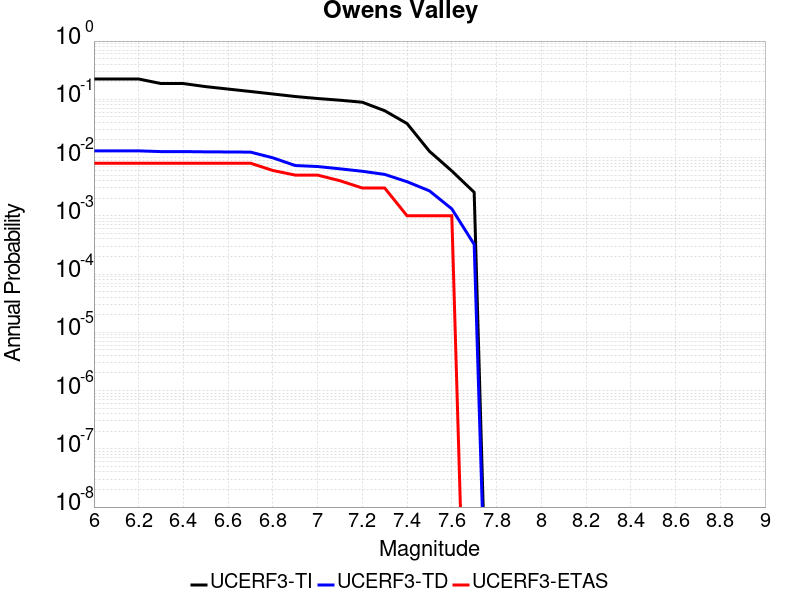 Owens Valley
10^0
10^-1
10^-2
10^-3
10^-4
10^-5
10^-6
10^-7
10^-8
Annual Probability
6 6.2 6.4 6.6 6.8 7 7.2 7.4 7.6 7.8 8 8.2 8.4 8.6 8.8 9
Magnitude
UCERF3-TI UCERF3-TD UCERF3-ETAS